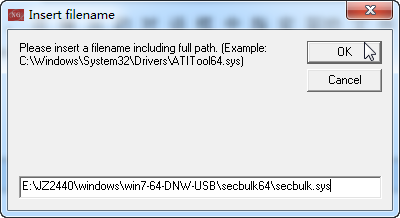 Insert filename
Please insert a filename including full path. (Example:
C:\Windows\System32\Drivers\ATITool64.sys)
OK
Cancel
E:\JZ2440\windows\win7-64-DNW-USB\secbulk64\secbulk.sys